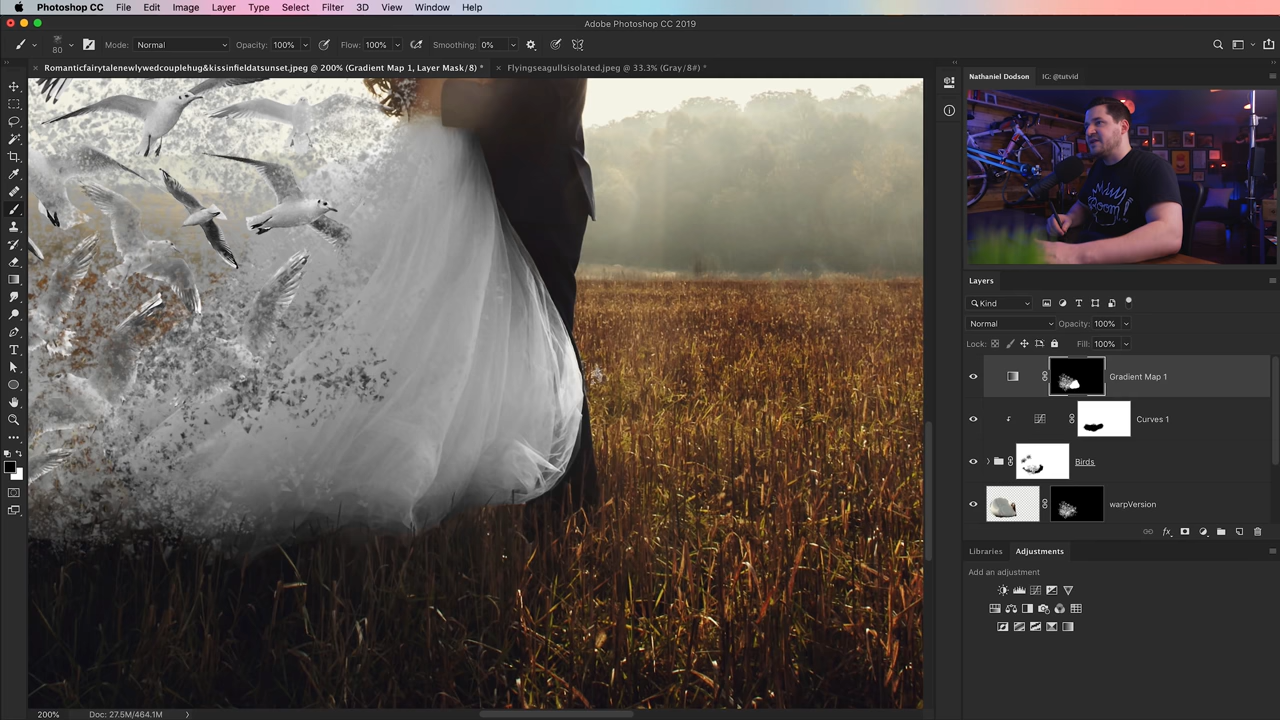 Photoshop CC File Edit Image Layer Type Select Filter 3D View Window Help
Adobe Photoshop CC 2019
80 Mode: Normal Opacity: 100% Flow: 100% Smoothing: 0%
Romanticfairytalenewlywedcouplehug&kissinfieldatsunset.jpeg @ 200% (Gradient Map 1, Layer Mask/8) * Flyingseagullsisolated.jpeg @ 33.3% (Gray/8#) *
Nathaniel Dodson IG: @tutvid
Layers
Kind
Normal Opacity: 100%
Lock: Fill: 100%
Gradient Map 1
Curves 1
Birds
warpVersion
fx
Libraries Adjustments
Add an adjustment
200% Doc: 27.5M/464.1M